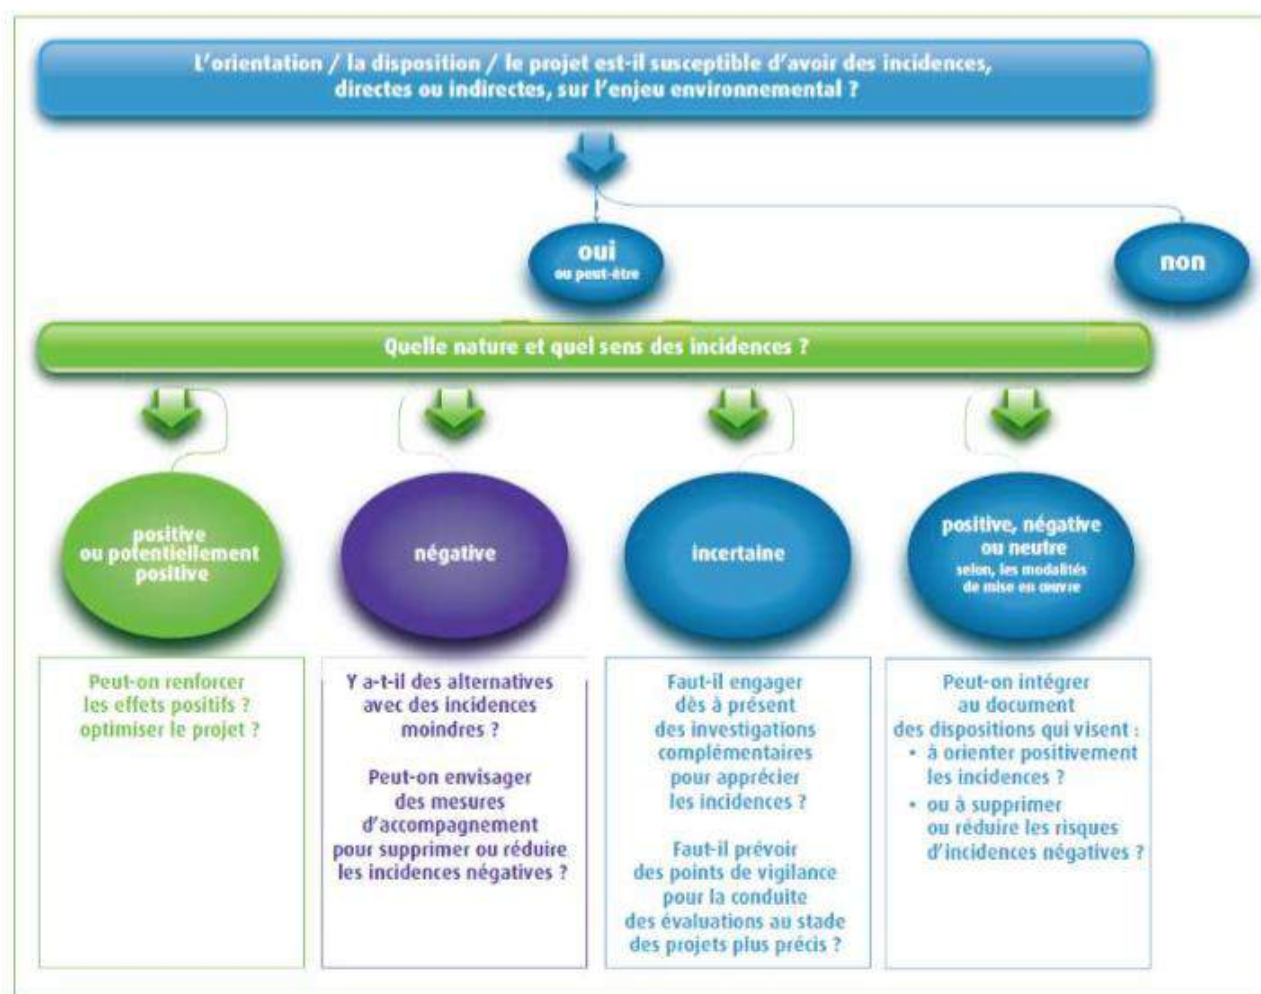 L'orientation / la disposition / le projet est-il susceptible d'avoir des incidences,
directes ou indirectes, sur l'enjeu environnemental ?
oui
ou peut-être
non
Quelle nature et quel sens des incidences ?
positive
ou potentiellement
positive
négative
incertaine
positive, négative
ou neutre
selon, les modalités
de mise en œuvre
Peut-on renforcer
les effets positifs ?
optimiser le projet ?
Y a-t-il des alternatives
avec des incidences
moindres ?
Peut-on envisager
des mesures
d'accompagnement
pour supprimer ou réduire
les incidences négatives ?
Faut-il engager
dès à présent
des investigations
complémentaires
pour apprécier
les incidences ?
Faut-il prévoir
des points de vigilance
pour la conduite
des évaluations au stade
des projets plus précis ?
Peut-on intégrer
au document
des dispositions qui visent :
• à orienter positivement
les incidences ?
• ou à supprimer
ou réduire les risques
d'incidences négatives ?